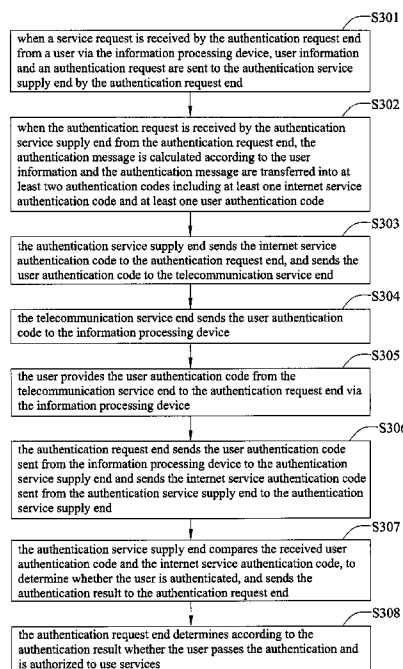 S301
when a service request is received by the authentication request end
from a user via the information processing device, user information
and an authentication request are sent to the authentication service
supply end by the authentication request end
S302
when the authentication request is received by the authentication
service supply end from the authentication request end, the
authentication message is calculated according to the user
information and the authentication message are transferred into at
least two authentication codes including at least one internet service
authentication code and at least one user authentication code
S303
the authentication service supply end sends the internet service
authentication code to the authentication request end, and sends the
user authentication code to the telecommunication service end
S304
the telecommunication service end sends the user authentication
code to the information processing device
S305
the user provides the user authentication code from the
telecommunication service end to the authentication request end via
the information processing device
S306
the authentication request end sends the user authentication code
sent from the information processing device to the authentication
service supply end and sends the internet service authentication code
sent from the authentication service supply end to the authentication
service supply end
S307
the authentication service supply end compares the received user
authentication code and the internet service authentication code, to
determine whether the user is authenticated, and sends the
authentication result to the authentication request end
S308
the authentication request end determines according to the
authentication result whether the user passes the authentication and
is authorized to use services